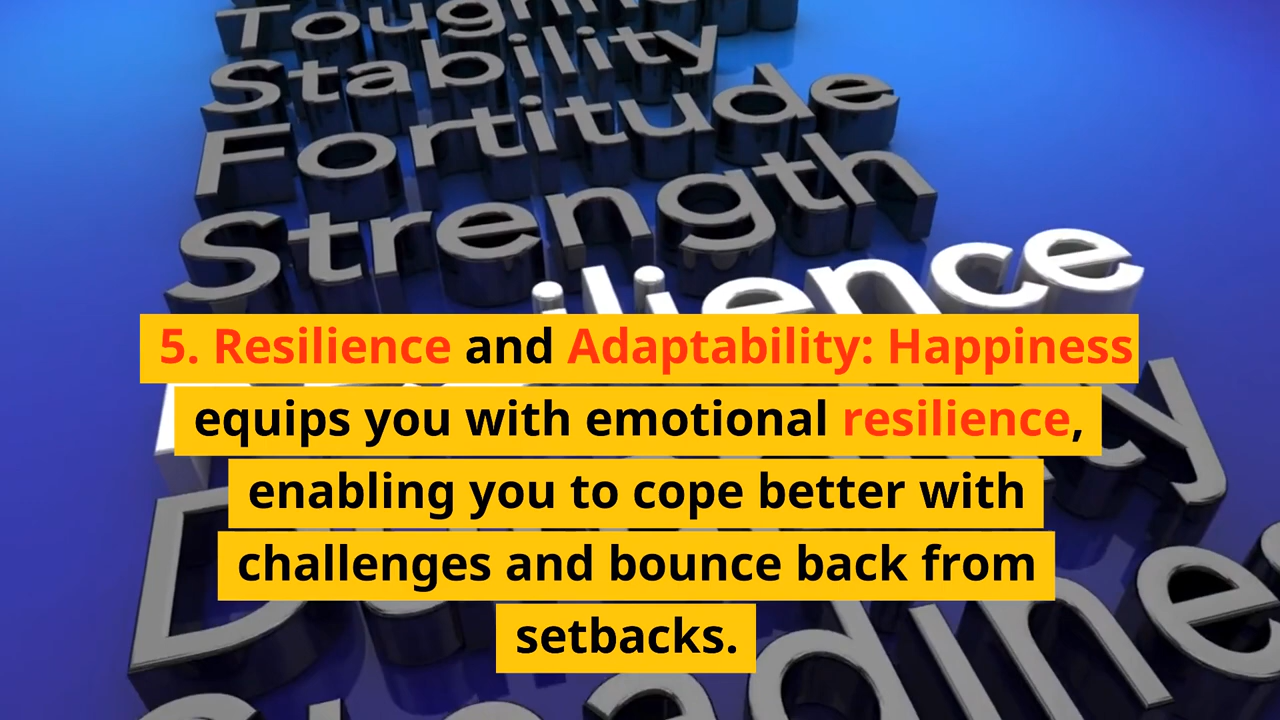 Stability
Fortitude
Strength
5. Resilience and Adaptability: Happiness
equips you with emotional resilience,
enabling you to cope better with
challenges and bounce back from
setbacks.